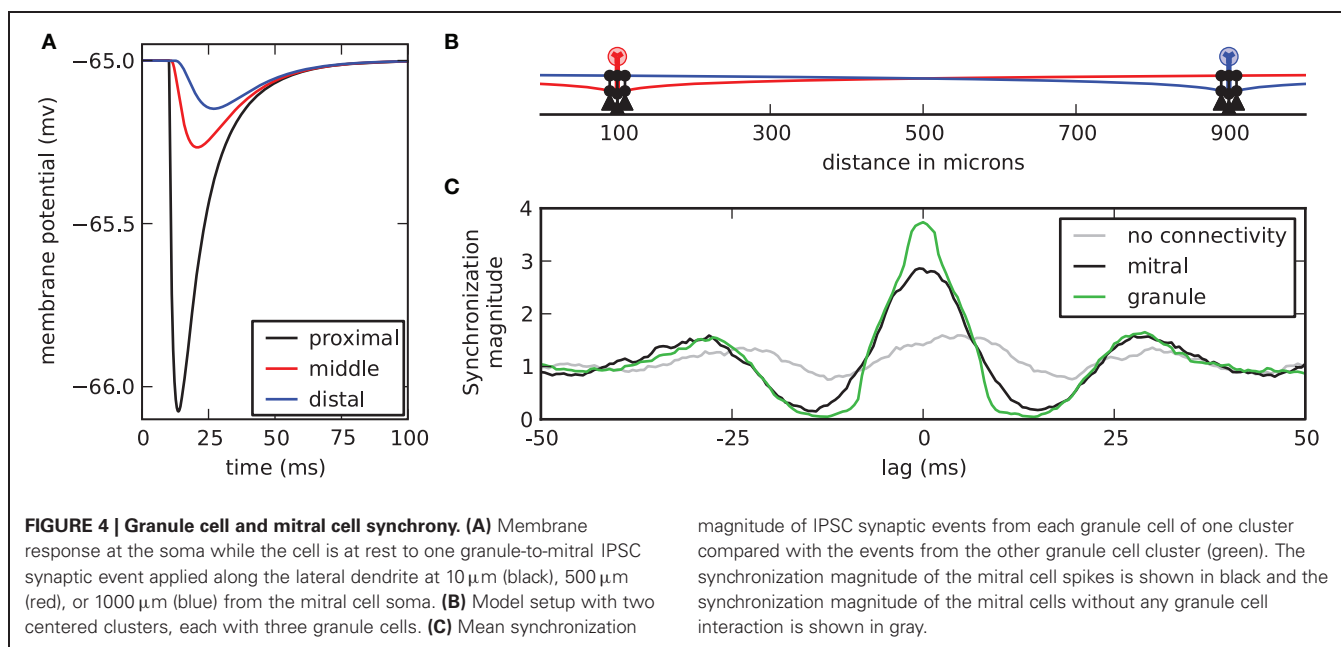 A
−65.0
−65.5
−66.0
membrane potential (mv)
proximal
middle
distal
0
25
50
75
100
time (ms)
B
100
300
500
700
900
distance in microns
C
4
3
2
1
0
Synchronization
magnitude
no connectivity
mitral
granule
-50
-25
0
25
50
lag (ms)
FIGURE 4 | Granule cell and mitral cell synchrony. (A) Membrane
response at the soma while the cell is at rest to one granule-to-mitral IPSC
synaptic event applied along the lateral dendrite at 10 μm (black), 500 μm
(red), or 1000 μm (blue) from the mitral cell soma. (B) Model setup with two
centered clusters, each with three granule cells. (C) Mean synchronization
magnitude of IPSC synaptic events from each granule cell of one cluster
compared with the events from the other granule cell cluster (green). The
synchronization magnitude of the mitral cell spikes is shown in black and the
synchronization magnitude of the mitral cells without any granule cell
interaction is shown in gray.